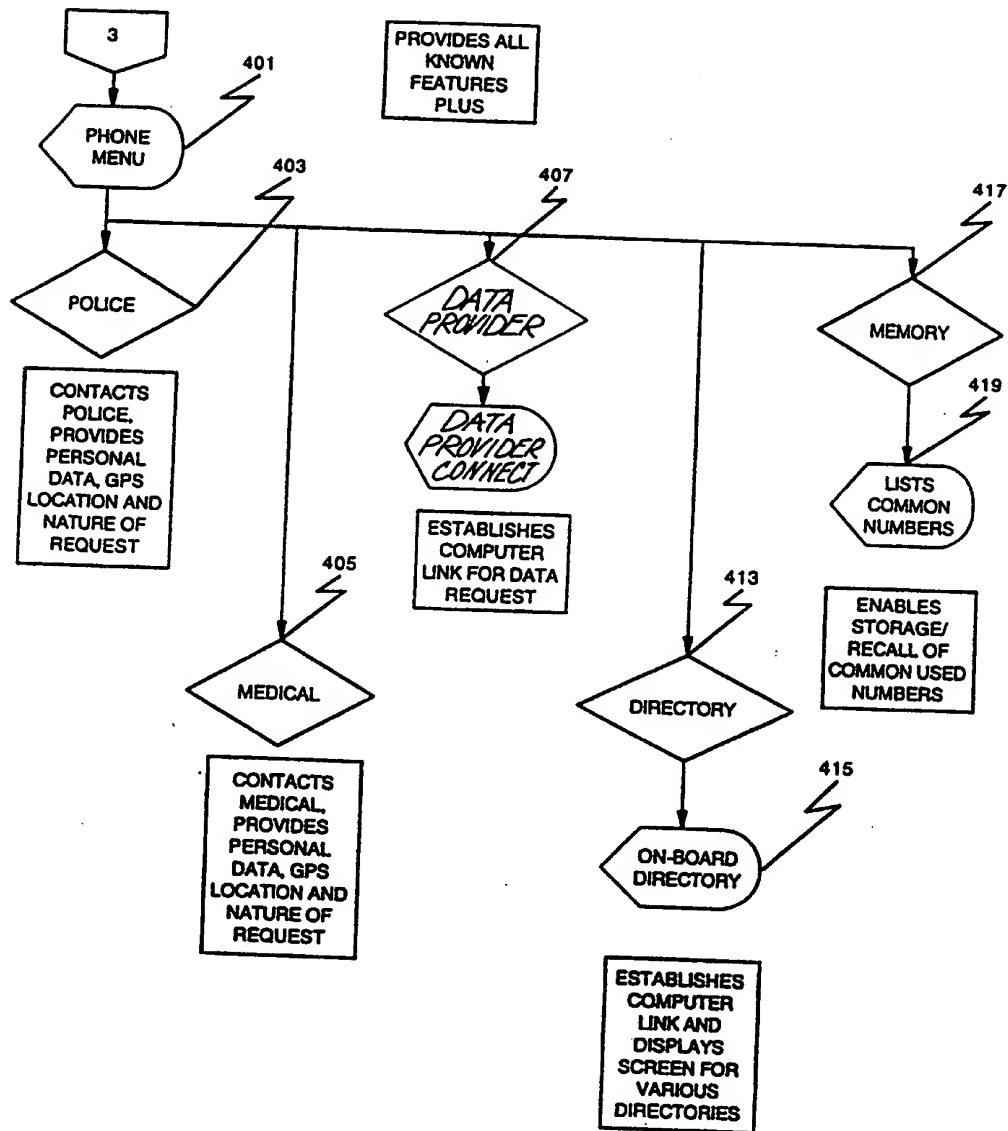 3
PROVIDES ALL
KNOWN
FEATURES
PLUS
401
PHONE
MENU
403
407
417
POLICE
DATA
PROVIDER
MEMORY
CONTACTS
POLICE,
PROVIDES
PERSONAL
DATA, GPS
LOCATION AND
NATURE OF
REQUEST
DATA
PROVIDER
CONNECT
419
LISTS
COMMON
NUMBERS
ESTABLISHES
COMPUTER
LINK FOR DATA
REQUEST
405
413
ENABLES
STORAGE/
RECALL OF
COMMON USED
NUMBERS
MEDICAL
DIRECTORY
CONTACTS
MEDICAL,
PROVIDES
PERSONAL
DATA, GPS
LOCATION AND
NATURE OF
REQUEST
415
ON-BOARD
DIRECTORY
ESTABLISHES
COMPUTER
LINK AND
DISPLAYS
SCREEN FOR
VARIOUS
DIRECTORIES